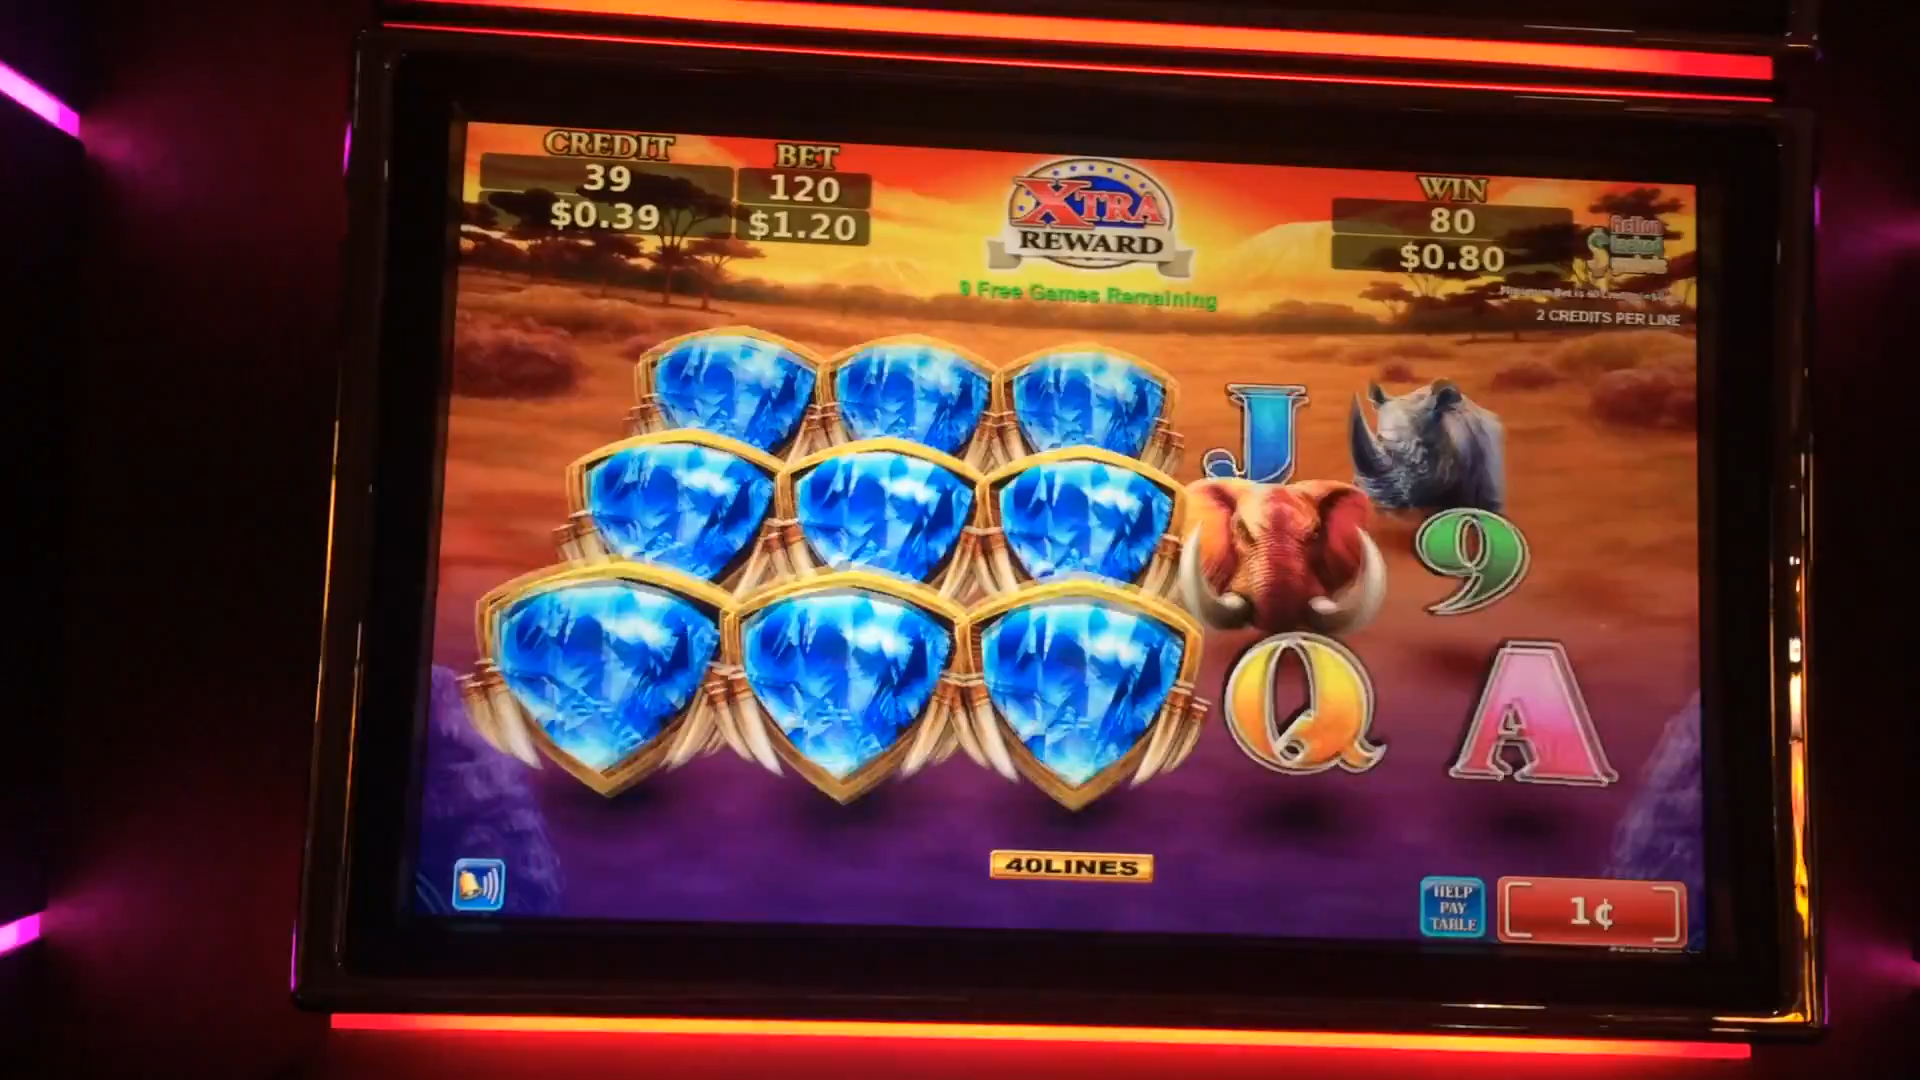 CREDIT
39
$0.39
BET
120
$1.20
XTRA
REWARD
9 Free Games Remaining
WIN
80
$0.80
2 CREDITS PER LINE
J
9
Q
A
40LINES
HELP
PAY
TABLE
1¢